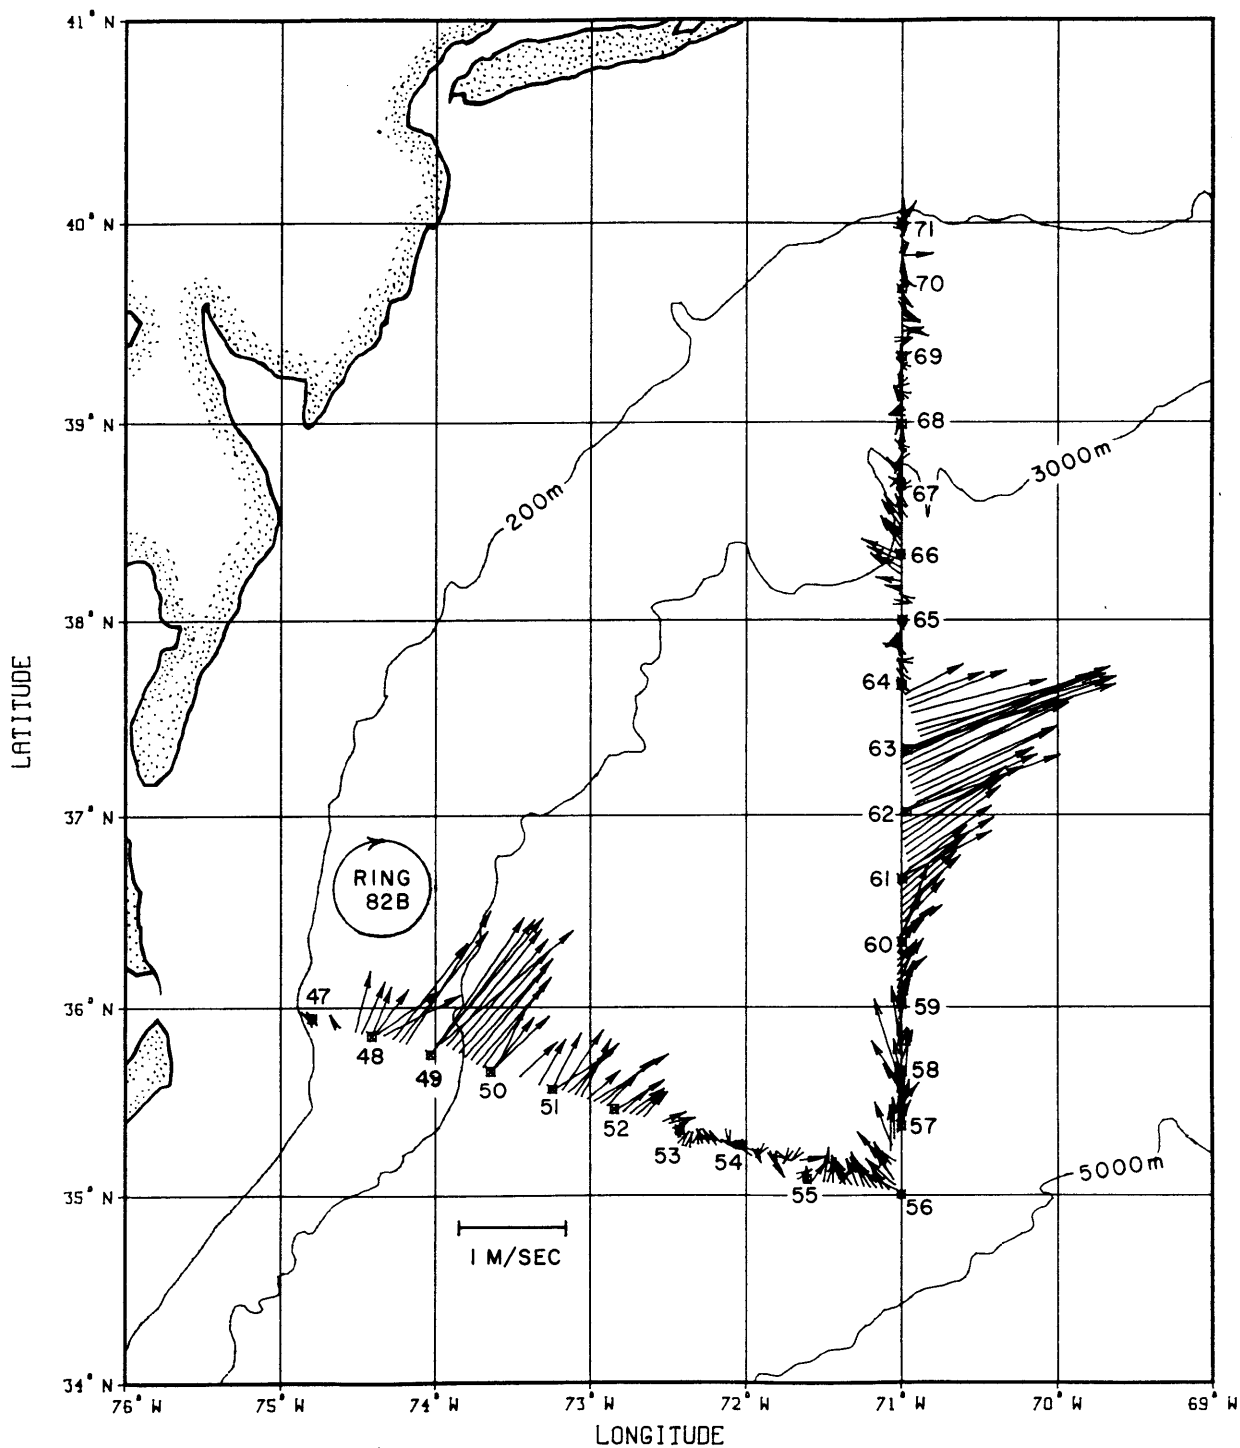 41° N
40° N
39° N
38° N
37° N
36° N
35° N
34° N
LATITUDE
71
70
69
68
67
66
65
64
63
62
61
60
59
58
57
56
55
54
53
52
51
50
49
48
47
200m
3000m
5000m
RING
82B
1 M/SEC
76° W
75° W
74° W
73° W
72° W
71° W
70° W
69° W
LONGITUDE